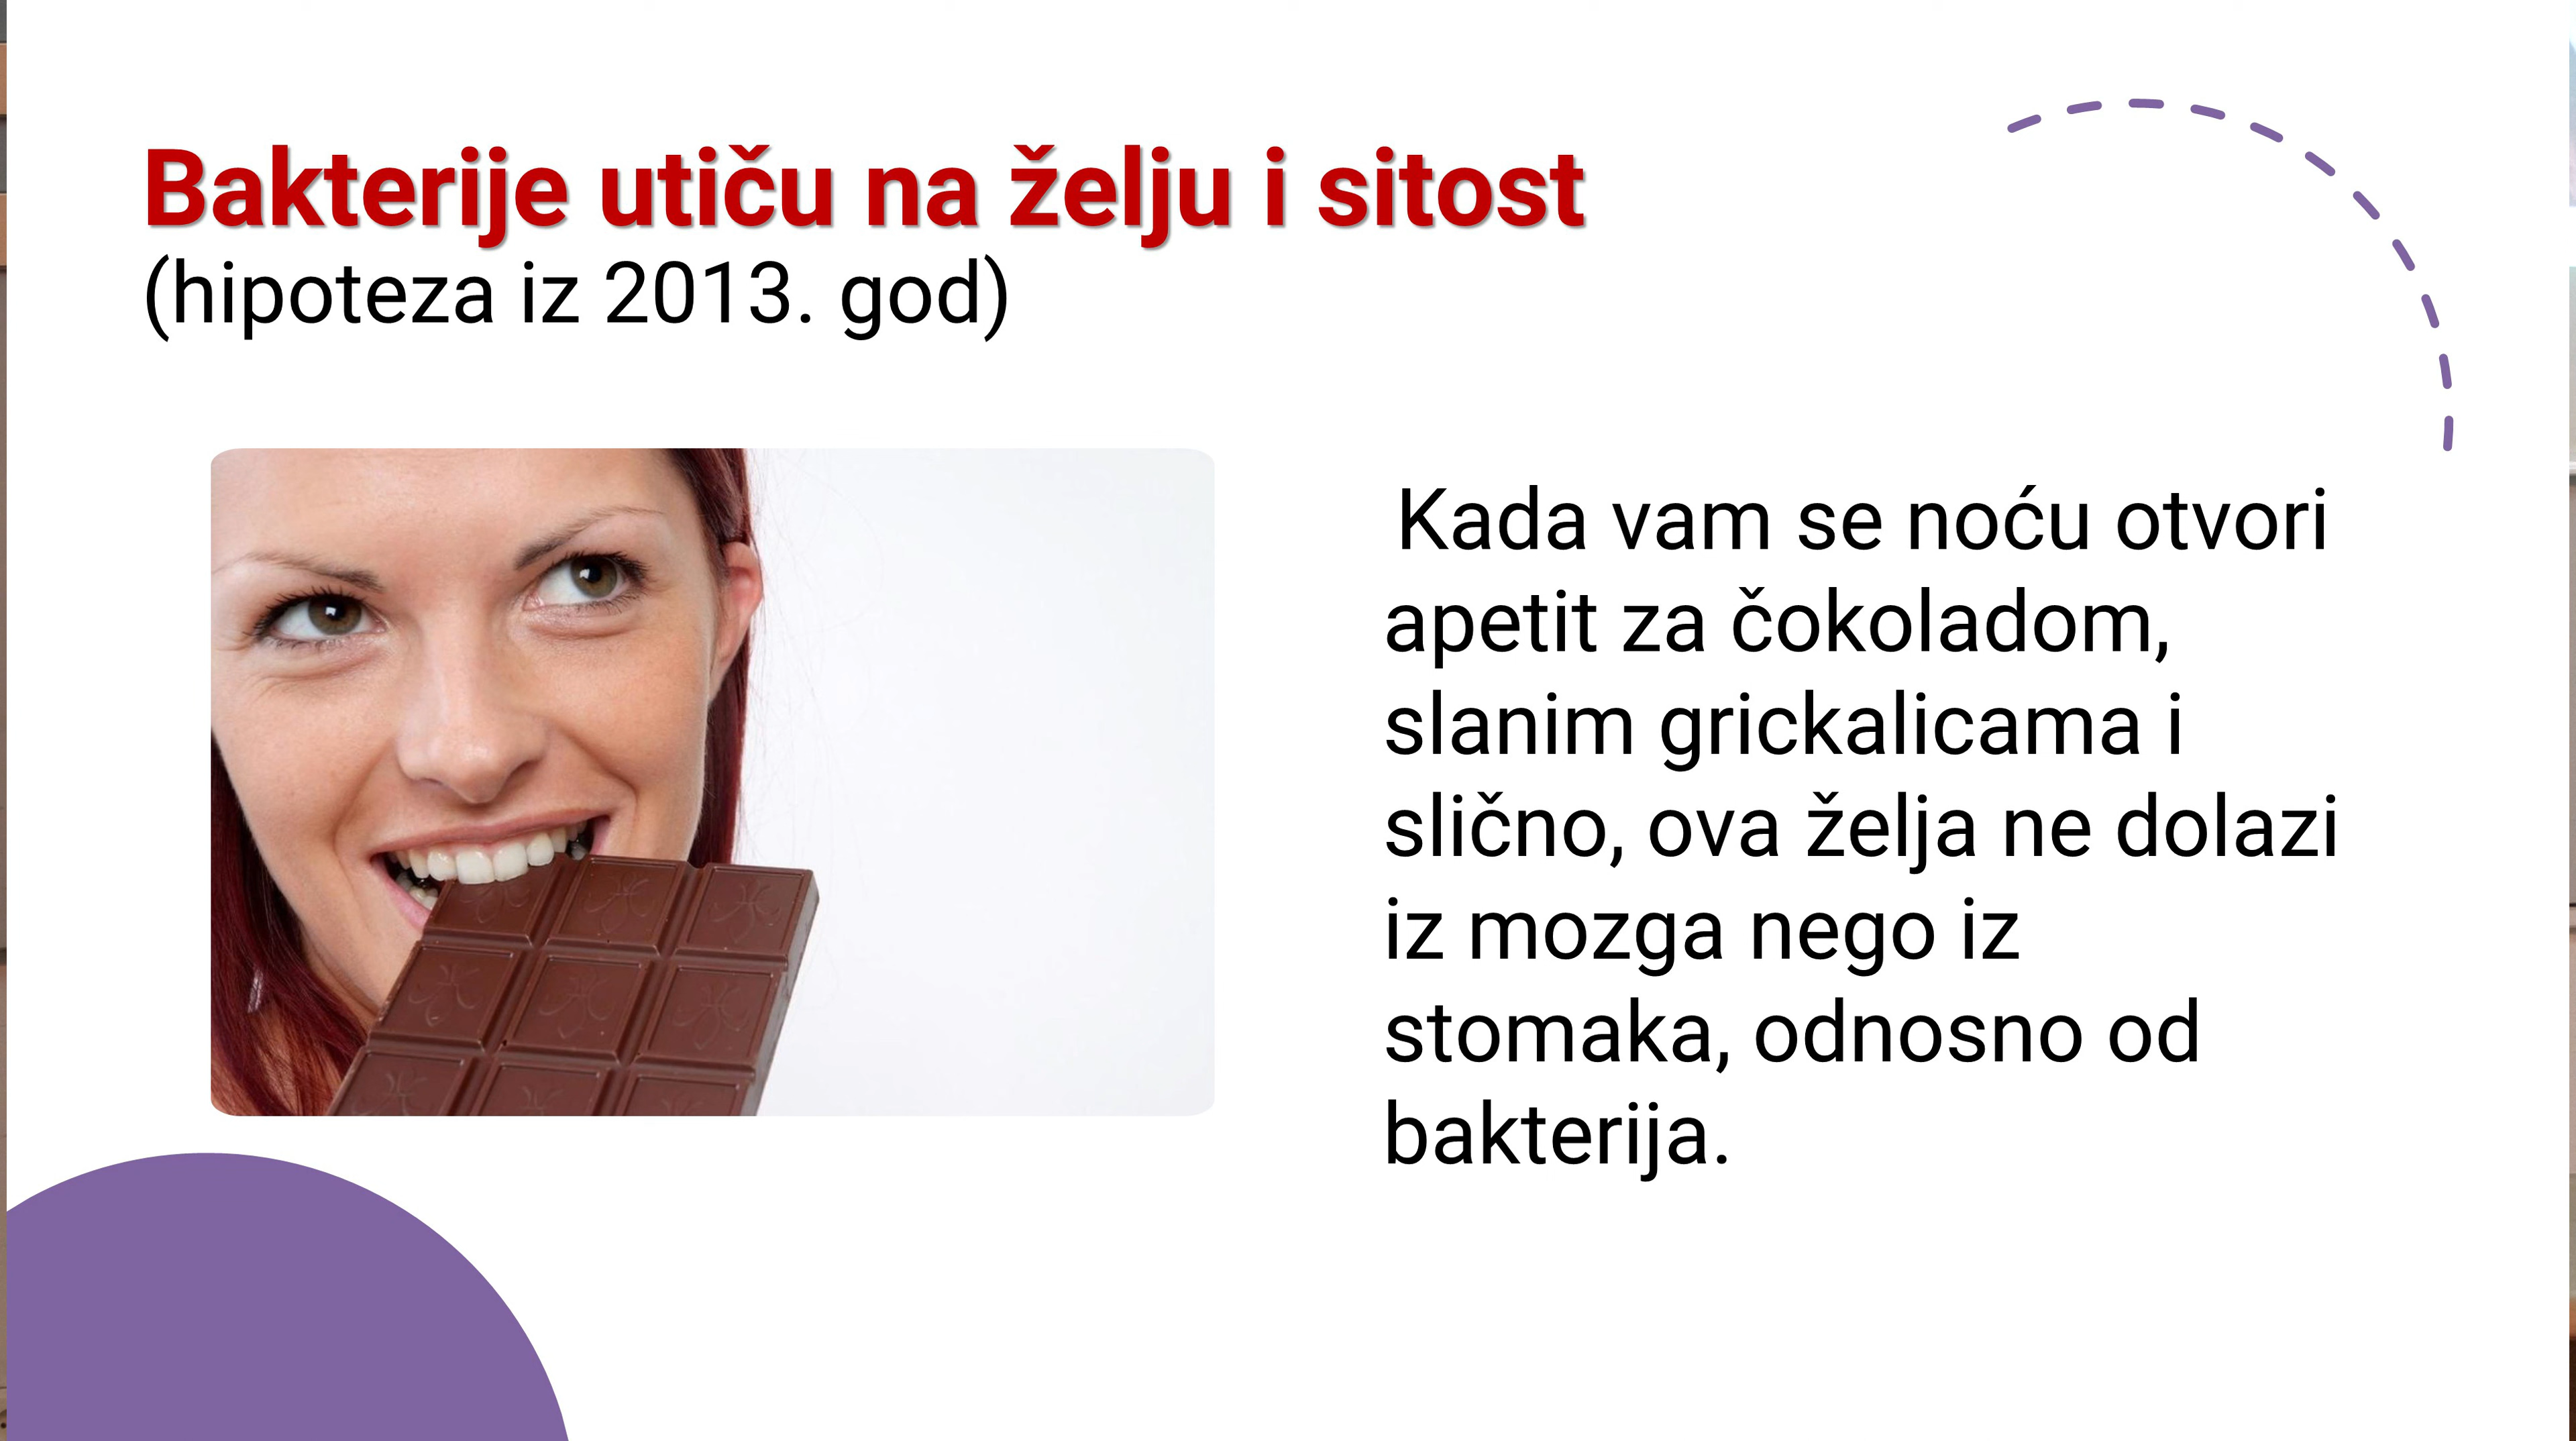 Bakterije utiču na želju i sitost
(hipoteza iz 2013. god)
Kada vam se noću otvori
apetit za čokoladom,
slanim grickalicama i
slično, ova želja ne dolazi
iz mozga nego iz
stomaka, odnosno od
bakterija.